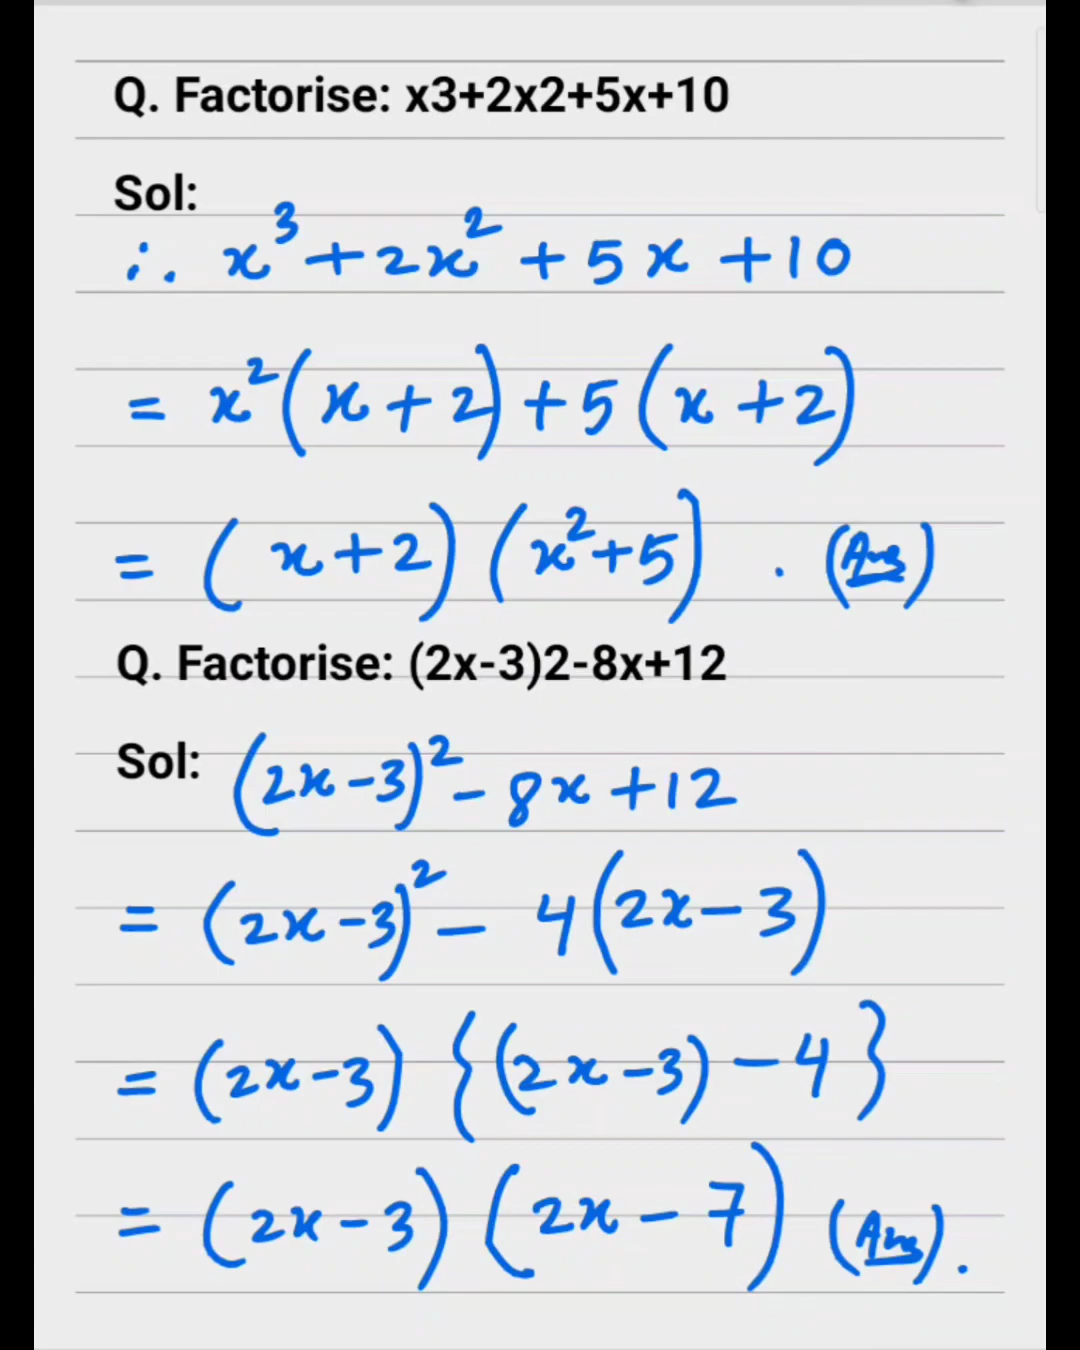 Q. Factorise: x3+2x2+5x+10
Sol:
∴ x³+2x²+5x+10
= x²(x+2)+5(x+2)
= (x+2)(x²+5). (Ans)
Q. Factorise: (2x-3)2-8x+12
Sol: (2x-3)²-8x+12
= (2x-3)²-4(2x-3)
= (2x-3){(2x-3)-4}
= (2x-3)(2x-7) (Ans).